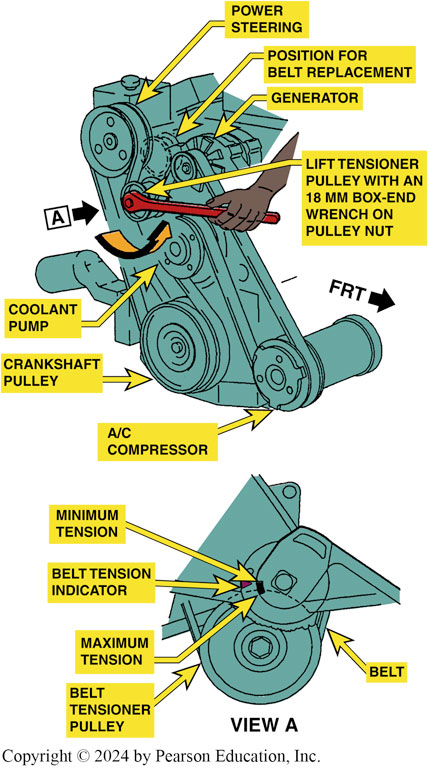 POWER
STEERING
POSITION FOR
BELT REPLACEMENT
GENERATOR
LIFT TENSIONER
PULLEY WITH AN
18 MM BOX-END
WRENCH ON
PULLEY NUT
A
FRT
COOLANT
PUMP
CRANKSHAFT
PULLEY
A/C
COMPRESSOR
MINIMUM
TENSION
BELT TENSION
INDICATOR
MAXIMUM
TENSION
BELT
BELT
TENSIONER
PULLEY
VIEW A
Copyright © 2024 by Pearson Education, Inc.